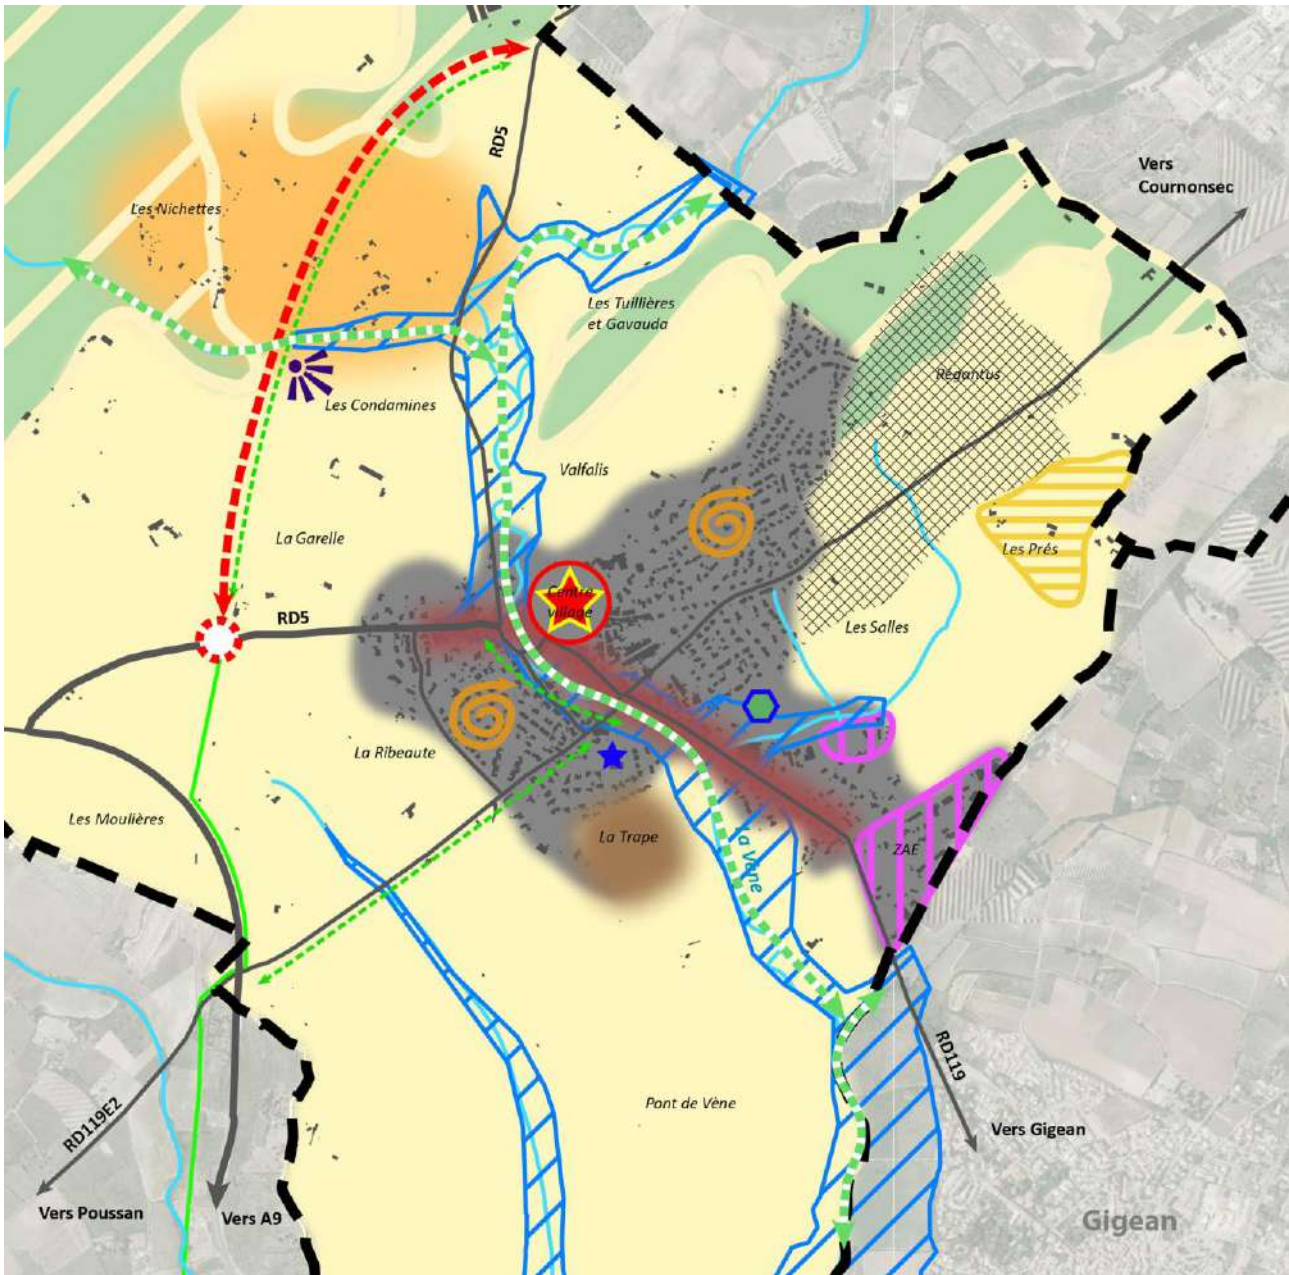 RD5
Vers
Cournonsec
Les Nichettes
Les Tuillières
et Gavauda
Régantus
Les Condamines
Valfalis
La Garelle
Les Prés
Centre
village
RD5
Les Salles
La Ribeaute
Les Moulières
La Trape
La Vène
ZAE
RD119
Pont de Vène
RD119E2
Vers Gigean
Vers Poussan
Vers A9
Gigean